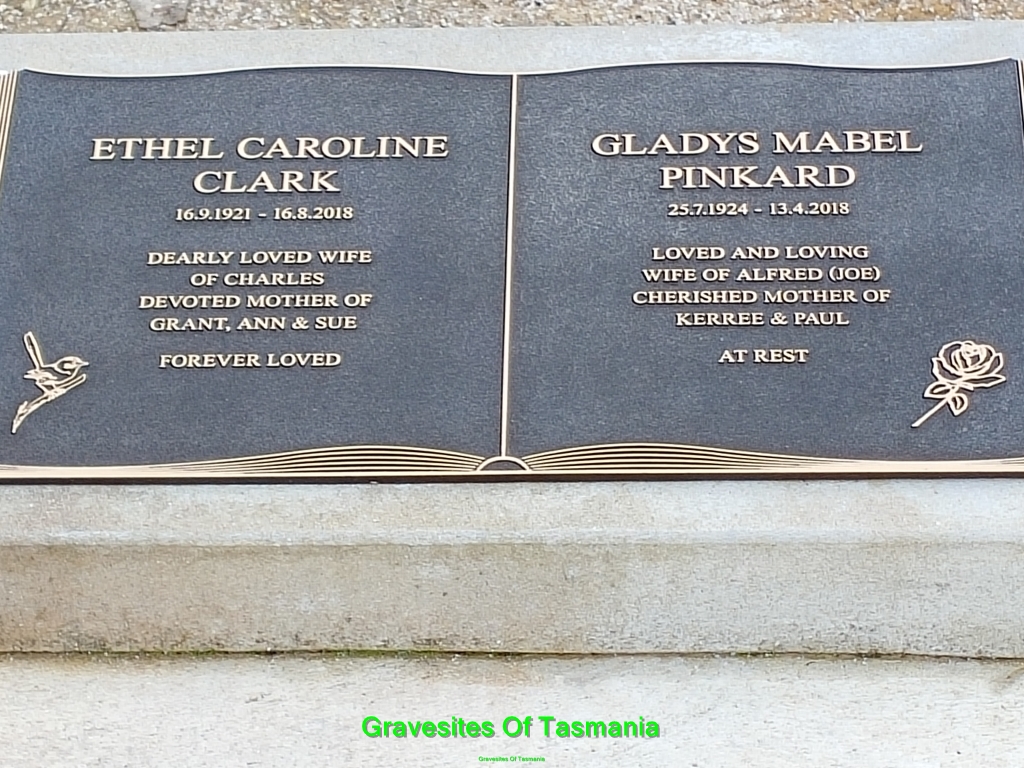 ETHEL CAROLINE
CLARK
16.9.1921 - 16.8.2018
DEARLY LOVED WIFE
OF CHARLES
DEVOTED MOTHER OF
GRANT, ANN & SUE
FOREVER LOVED
GLADYS MABEL
PINKARD
25.7.1924 - 13.4.2018
LOVED AND LOVING
WIFE OF ALFRED (JOE)
CHERISHED MOTHER OF
KERREE & PAUL
AT REST
Gravesites Of Tasmania
Gravesites Of Tasmania